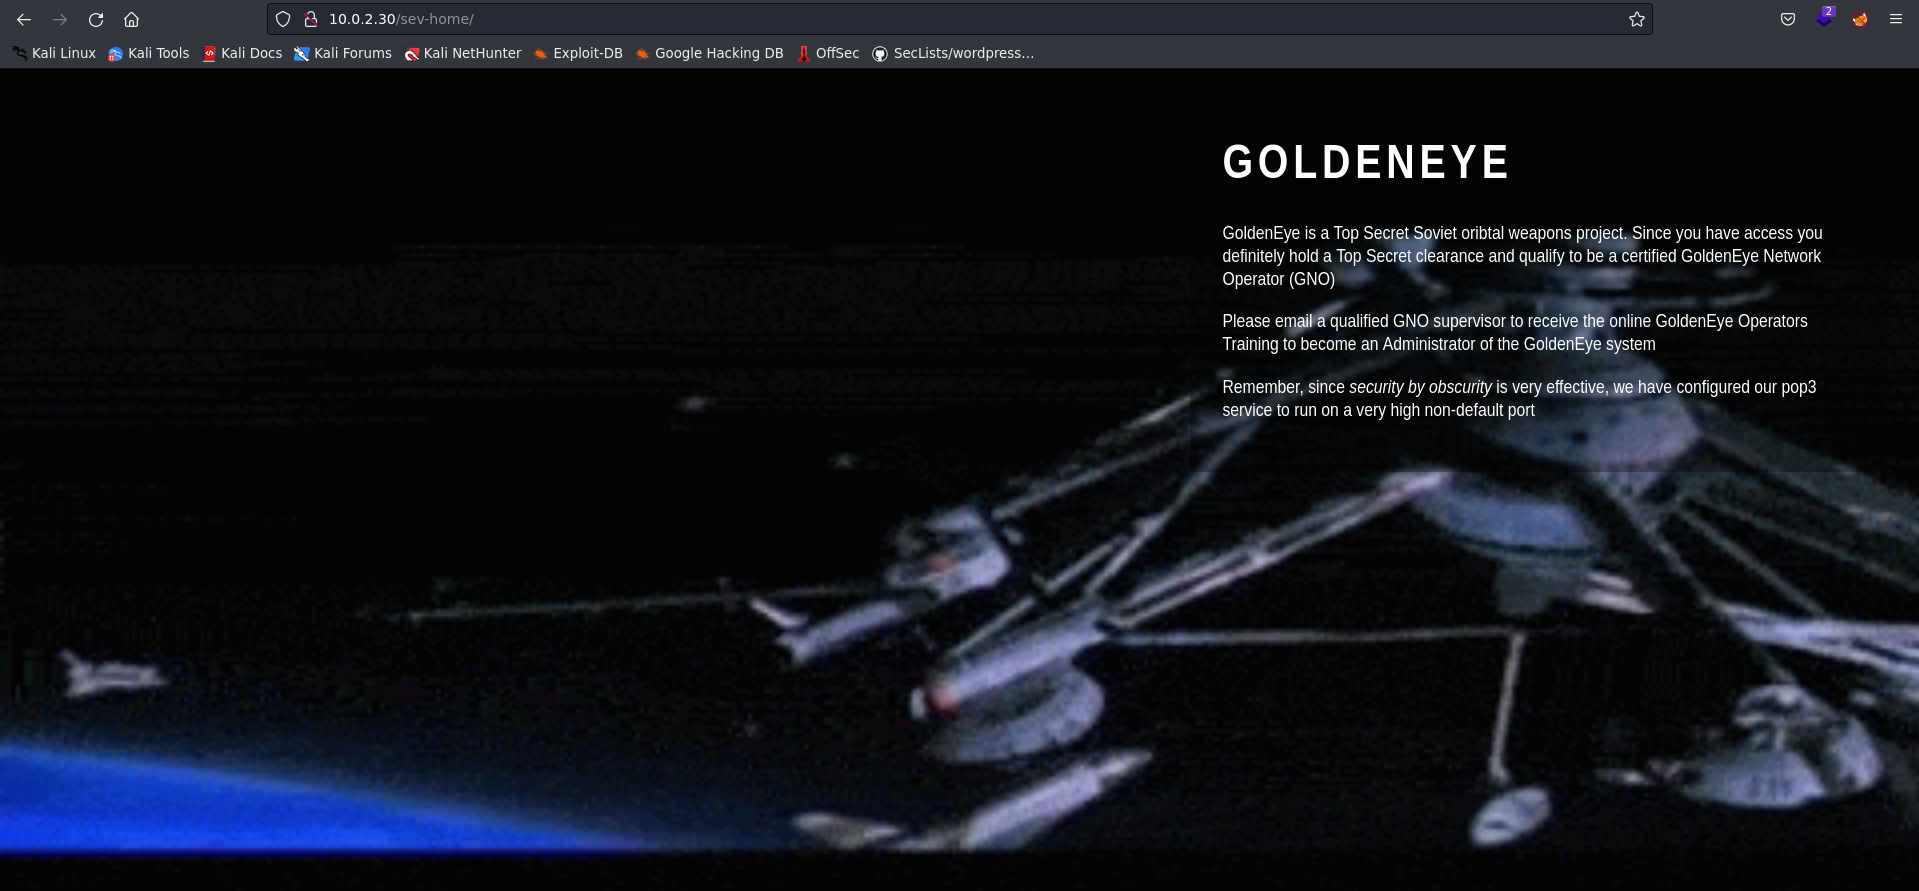 10.0.2.30/sev-home/
2
Kali Linux Kali Tools Kali Docs Kali Forums Kali NetHunter Exploit-DB Google Hacking DB OffSec SecLists/wordpress...
GOLDENEYE
GoldenEye is a Top Secret Soviet oribtal weapons project. Since you have access you
definitely hold a Top Secret clearance and qualify to be a certified GoldenEye Network
Operator (GNO)
Please email a qualified GNO supervisor to receive the online GoldenEye Operators
Training to become an Administrator of the GoldenEye system
Remember, since security by obscurity is very effective, we have configured our pop3
service to run on a very high non-default port